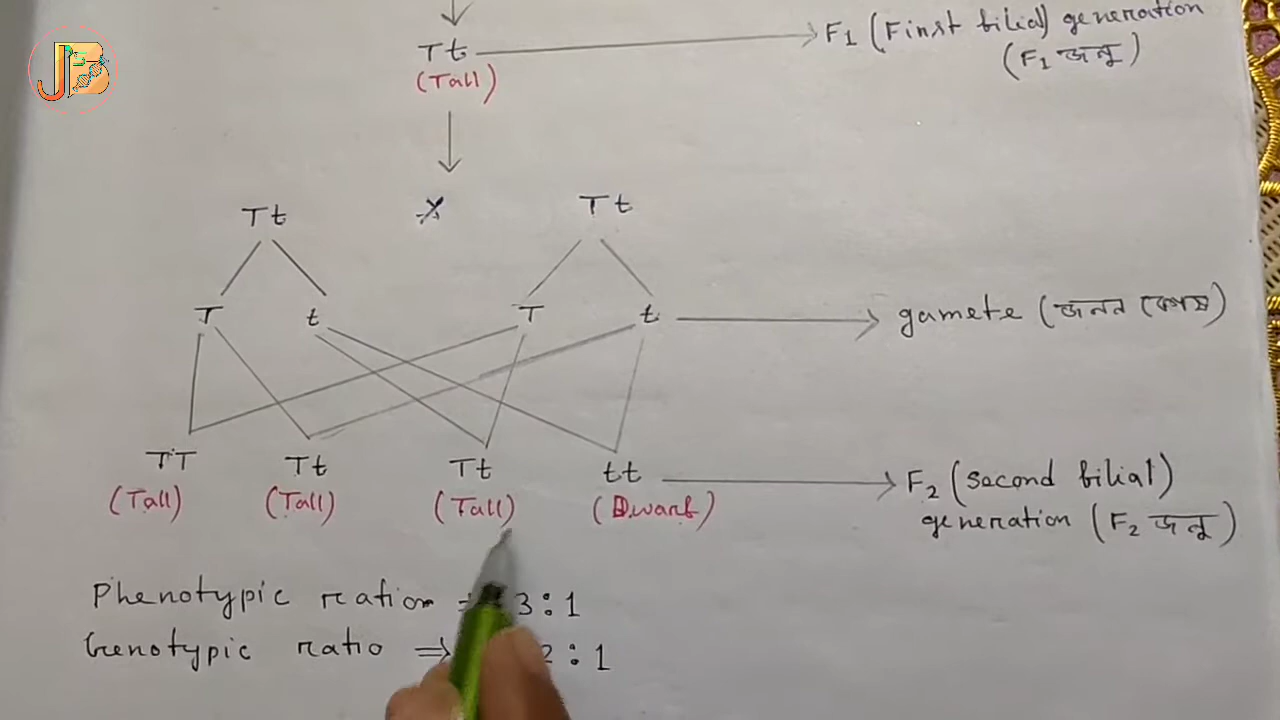 JB
Tt F1 (First filial) generation
(Tall) (F1 জনু)
Tt × Tt
T t T t gamete (জনন কোষ)
TT Tt Tt tt F2 (second filial)
(Tall) (Tall) (Tall) (Dwarf) generation (F2 জনু)
Phenotypic ration 3:1
Genotypic ratio ⇒ 2:1